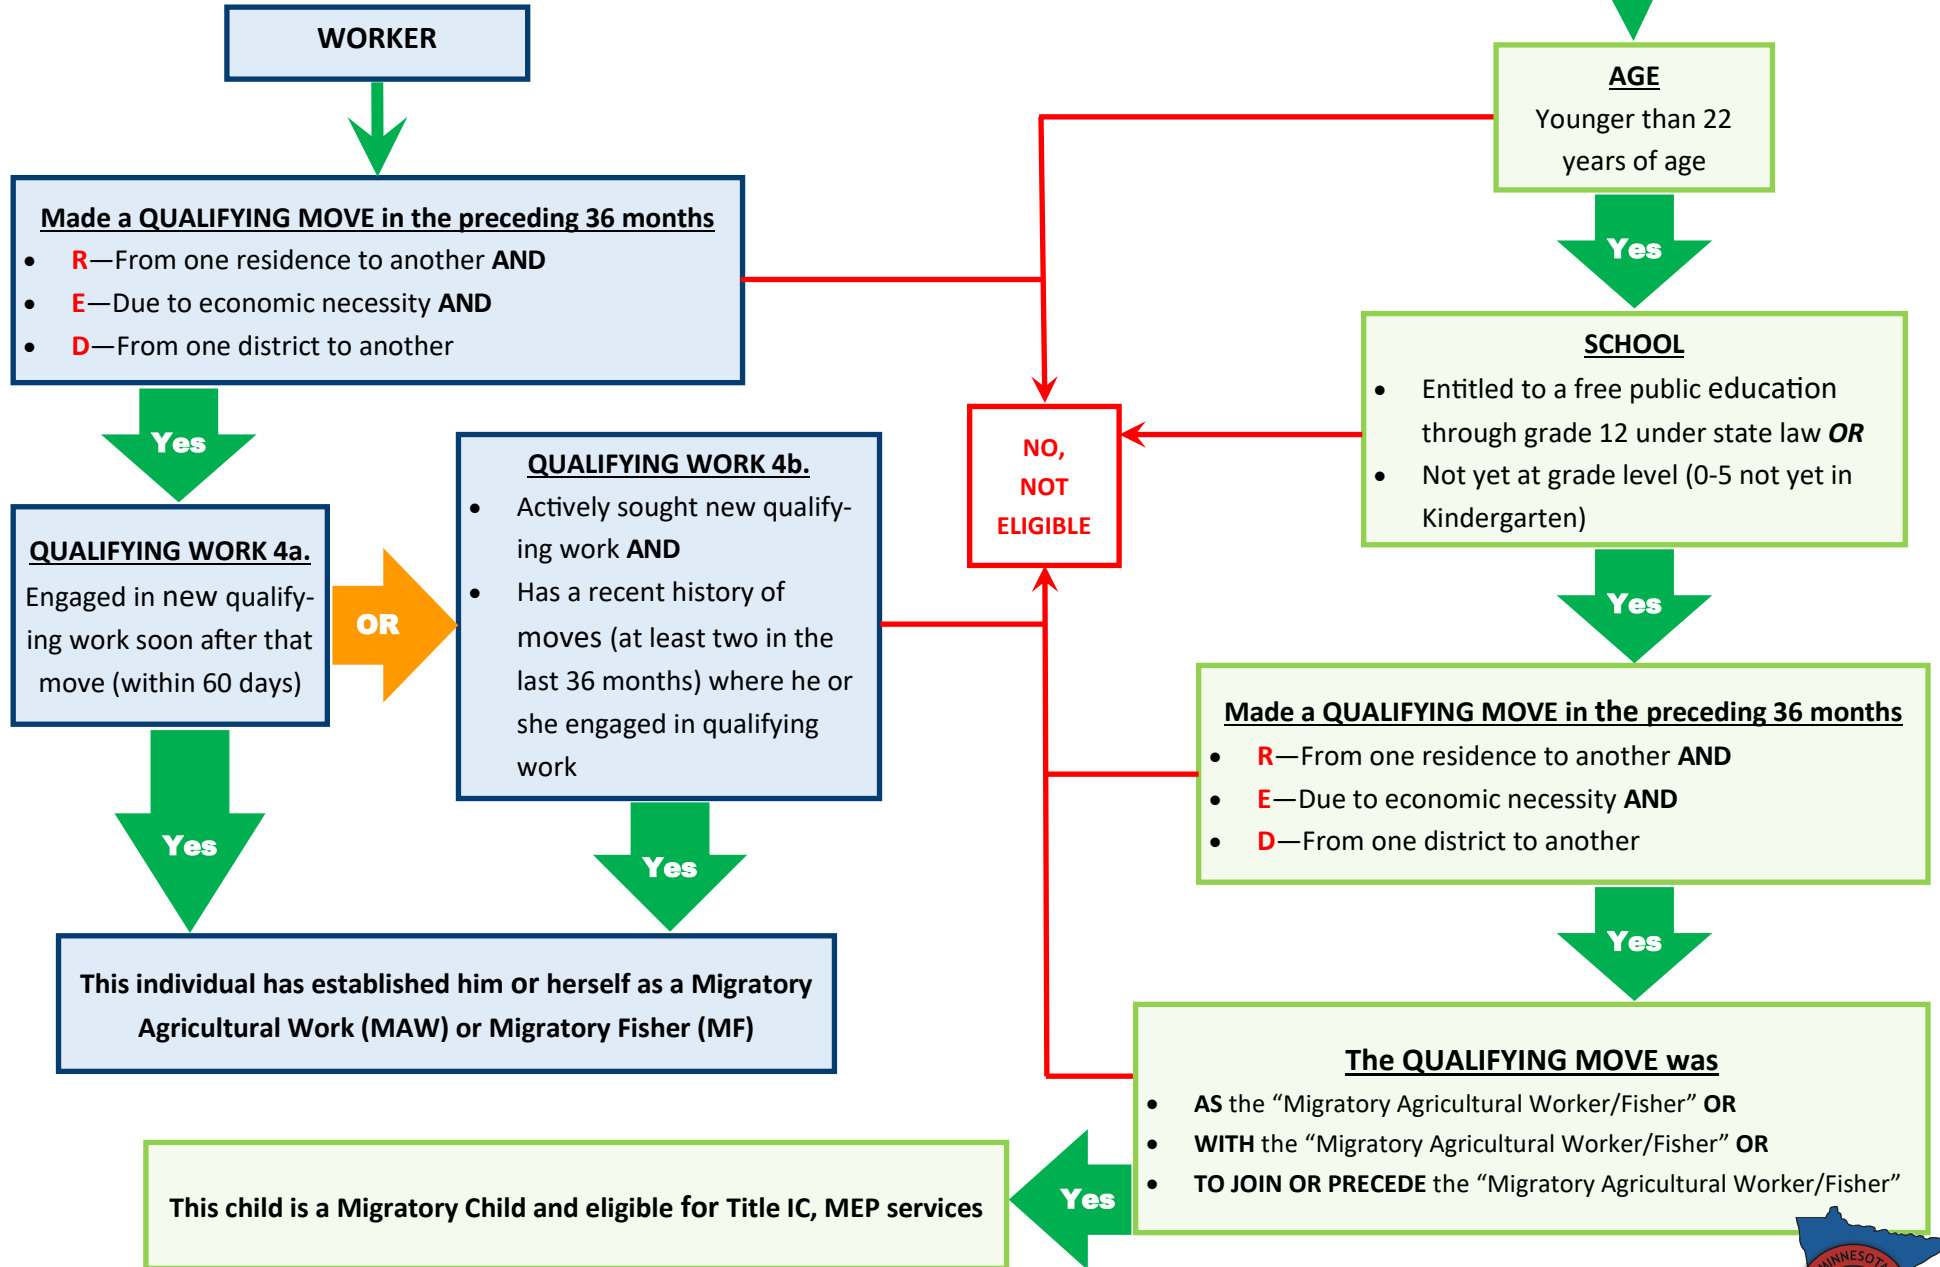 WORKER
Made a QUALIFYING MOVE in the preceding 36 months
• R—From one residence to another AND
• E—Due to economic necessity AND
• D—From one district to another
Yes
QUALIFYING WORK 4a.
Engaged in new qualify-
ing work soon after that
move (within 60 days)
OR
QUALIFYING WORK 4b.
• Actively sought new qualify-
ing work AND
• Has a recent history of
moves (at least two in the
last 36 months) where he or
she engaged in qualifying
work
Yes
Yes
This individual has established him or herself as a Migratory
Agricultural Work (MAW) or Migratory Fisher (MF)
NO,
NOT
ELIGIBLE
AGE
Younger than 22
years of age
Yes
SCHOOL
• Entitled to a free public education
through grade 12 under state law OR
• Not yet at grade level (0-5 not yet in
Kindergarten)
Yes
Made a QUALIFYING MOVE in the preceding 36 months
• R—From one residence to another AND
• E—Due to economic necessity AND
• D—From one district to another
Yes
The QUALIFYING MOVE was
• AS the “Migratory Agricultural Worker/Fisher” OR
• WITH the “Migratory Agricultural Worker/Fisher” OR
• TO JOIN OR PRECEDE the “Migratory Agricultural Worker/Fisher”
Yes
This child is a Migratory Child and eligible for Title IC, MEP services